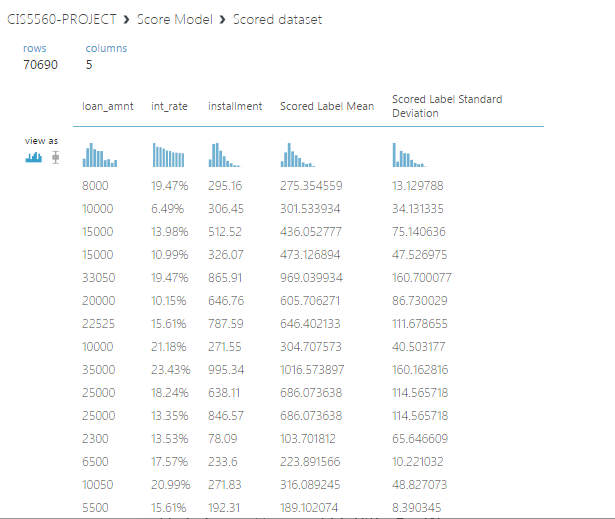 CIS5560-PROJECT › Score Model › Scored dataset
rows columns
70690 5
loan_amnt int_rate installment Scored Label Mean Scored Label Standard Deviation
view as
8000 19.47% 295.16 275.354559 13.129788
10000 6.49% 306.45 301.533934 34.131335
15000 13.98% 512.52 436.052777 75.140636
15000 10.99% 326.07 473.126894 47.526975
33050 19.47% 865.91 969.039934 160.700077
20000 10.15% 646.76 605.706271 86.730029
22525 15.61% 787.59 646.402133 111.678655
10000 21.18% 271.55 304.707573 40.503177
35000 23.43% 995.34 1016.573897 160.162816
25000 18.24% 638.11 686.073638 114.565718
25000 13.35% 846.57 686.073638 114.565718
2300 13.53% 78.09 103.701812 65.646609
6500 17.57% 233.6 223.891566 10.221032
10050 20.99% 271.83 316.089245 48.827073
5500 15.61% 192.31 189.102074 8.390345